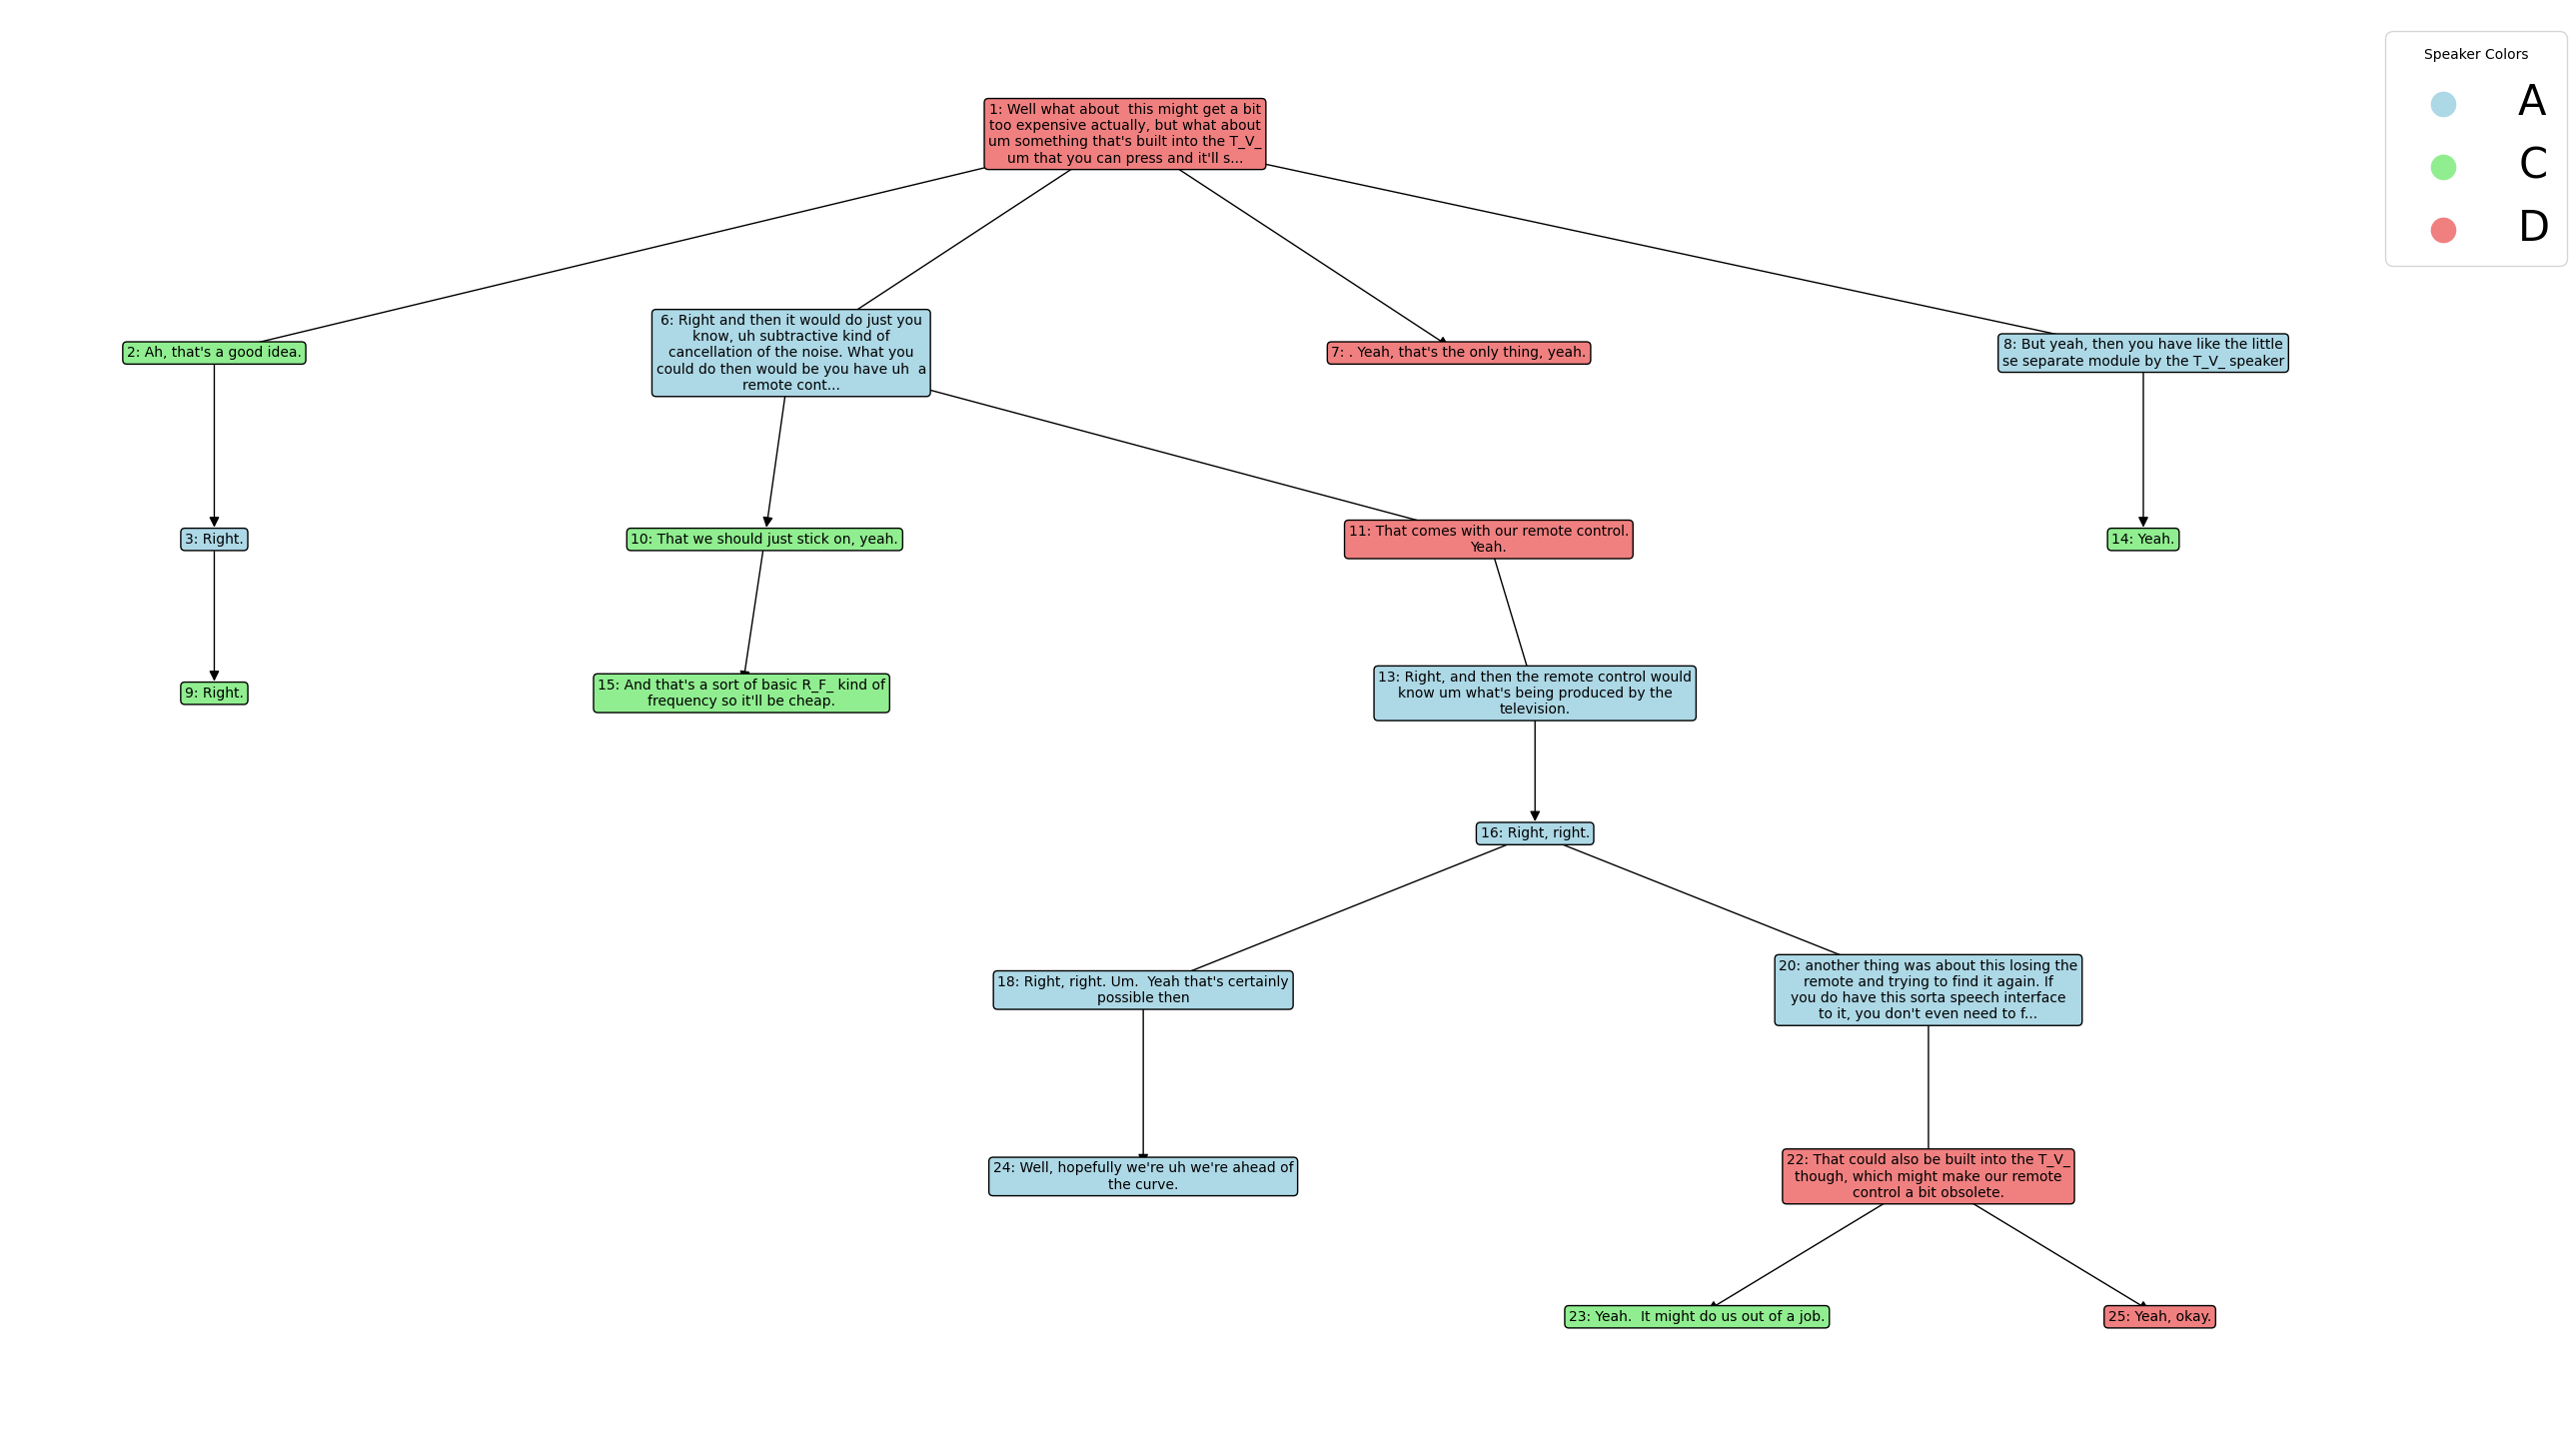 Speaker Colors
A
C
D
1: Well what about  this might get a bit
too expensive actually, but what about
um something that's built into the T_V_
um that you can press and it'll s...
2: Ah, that's a good idea.
6: Right and then it would do just you
know, uh subtractive kind of
cancellation of the noise. What you
could do then would be you have uh  a
remote cont...
7: . Yeah, that's the only thing, yeah.
8: But yeah, then you have like the little
se separate module by the T_V_ speaker
3: Right.
10: That we should just stick on, yeah.
11: That comes with our remote control.
Yeah.
14: Yeah.
9: Right.
15: And that's a sort of basic R_F_ kind of
frequency so it'll be cheap.
13: Right, and then the remote control would
know um what's being produced by the
television.
16: Right, right.
18: Right, right. Um.  Yeah that's certainly
possible then
20: another thing was about this losing the
remote and trying to find it again. If
you do have this sorta speech interface
to it, you don't even need to f...
24: Well, hopefully we're uh we're ahead of
the curve.
22: That could also be built into the T_V_
though, which might make our remote
control a bit obsolete.
23: Yeah.  It might do us out of a job.
25: Yeah, okay.